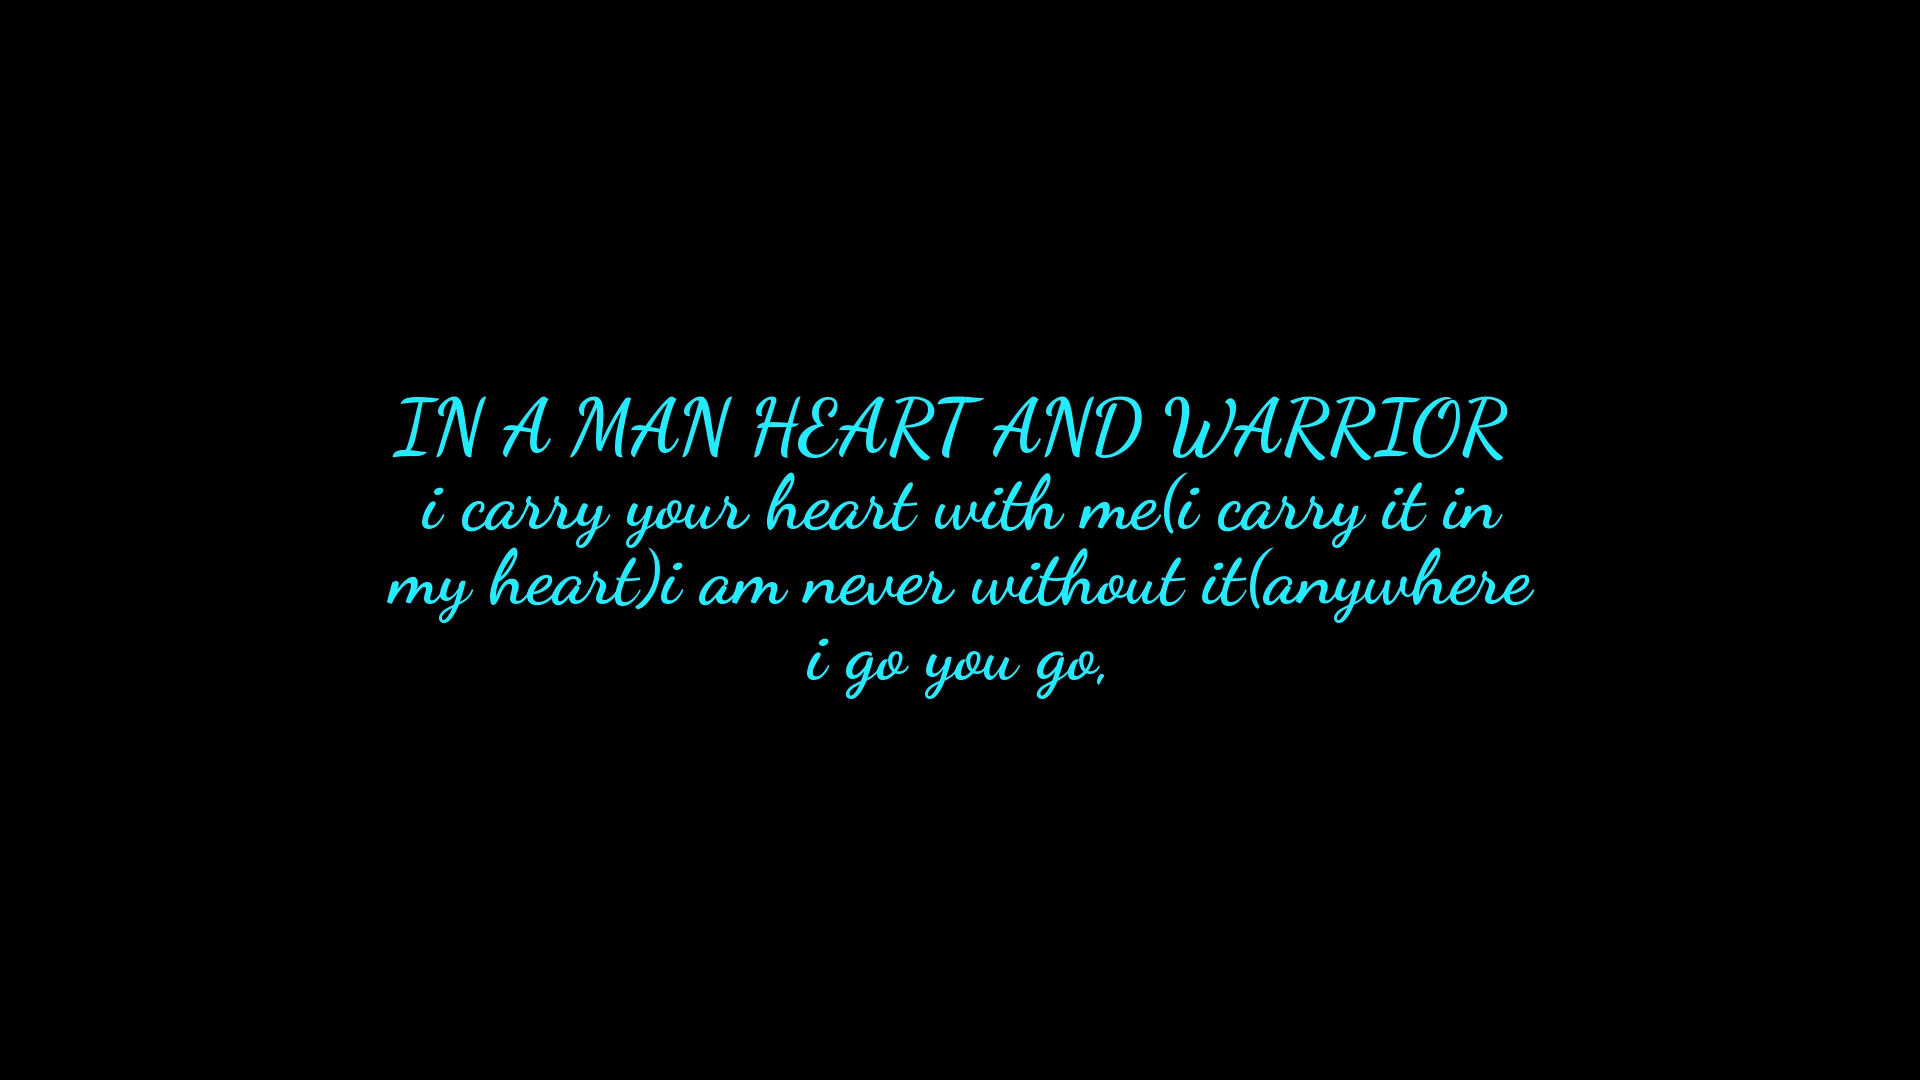 IN A MAN HEART AND WARRIOR
i carry your heart with me(i carry it in
my heart)i am never without it(anywhere
i go you go,